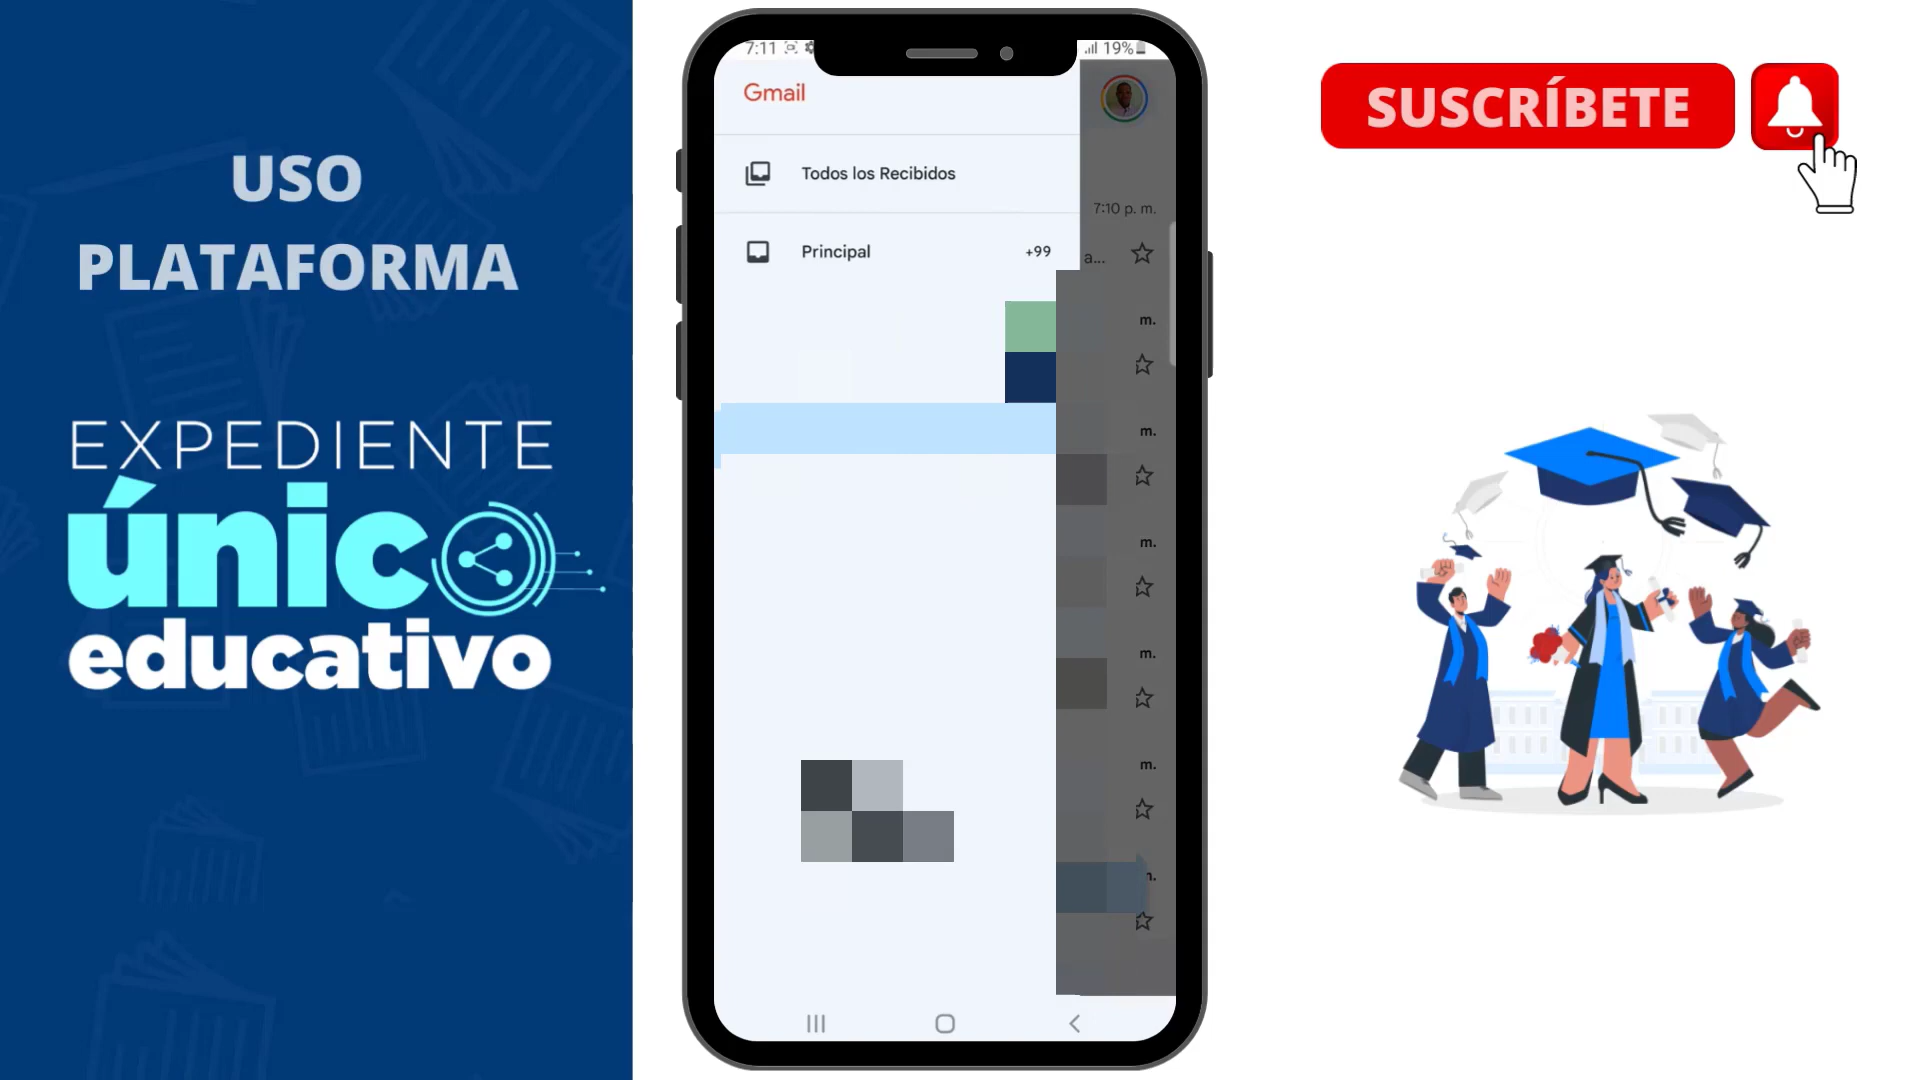 USO
PLATAFORMA
EXPEDIENTE
único
educativo
7:11
19%
Gmail
Todos los Recibidos
7:10 p. m.
Principal
+99
a...
m.
m.
m.
m.
m.
m.
SUSCRÍBETE